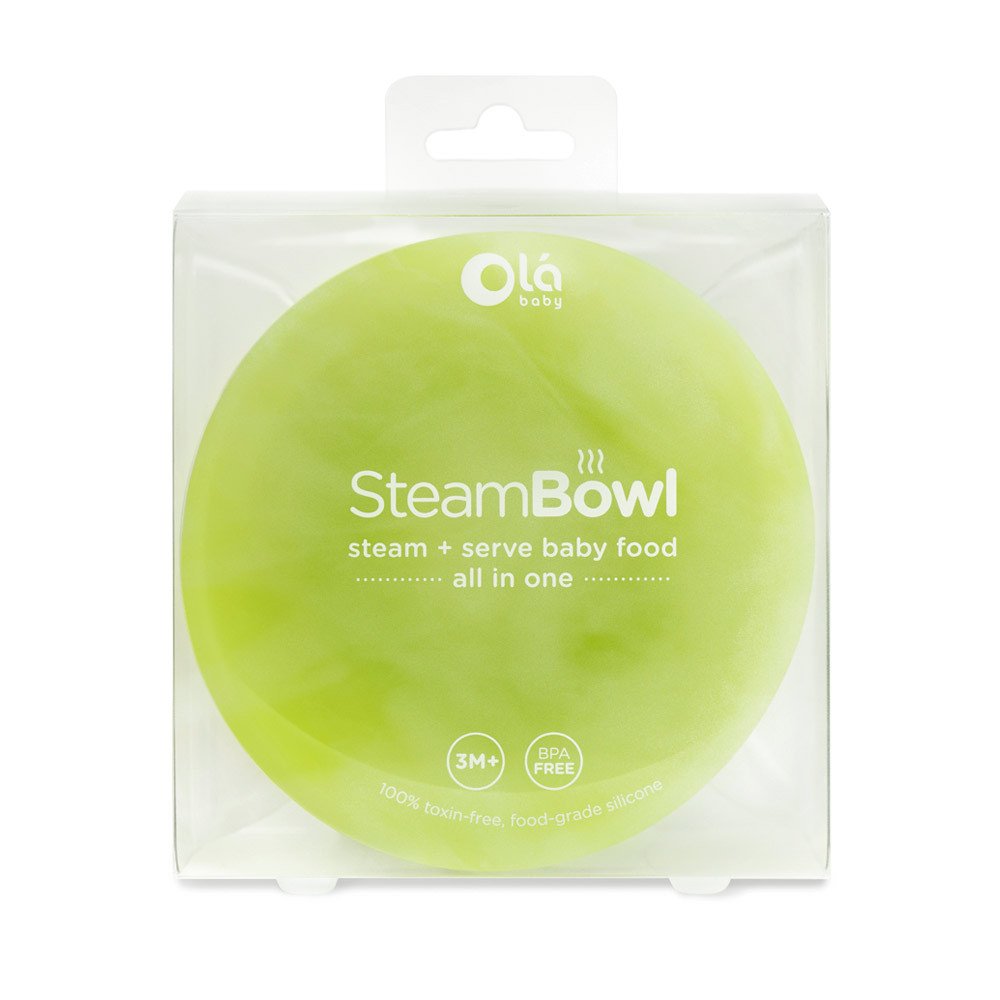 Olá
baby
SteamBowl
steam + serve baby food
all in one
3M+
BPA
FREE
100% toxin-free, food-grade silicone